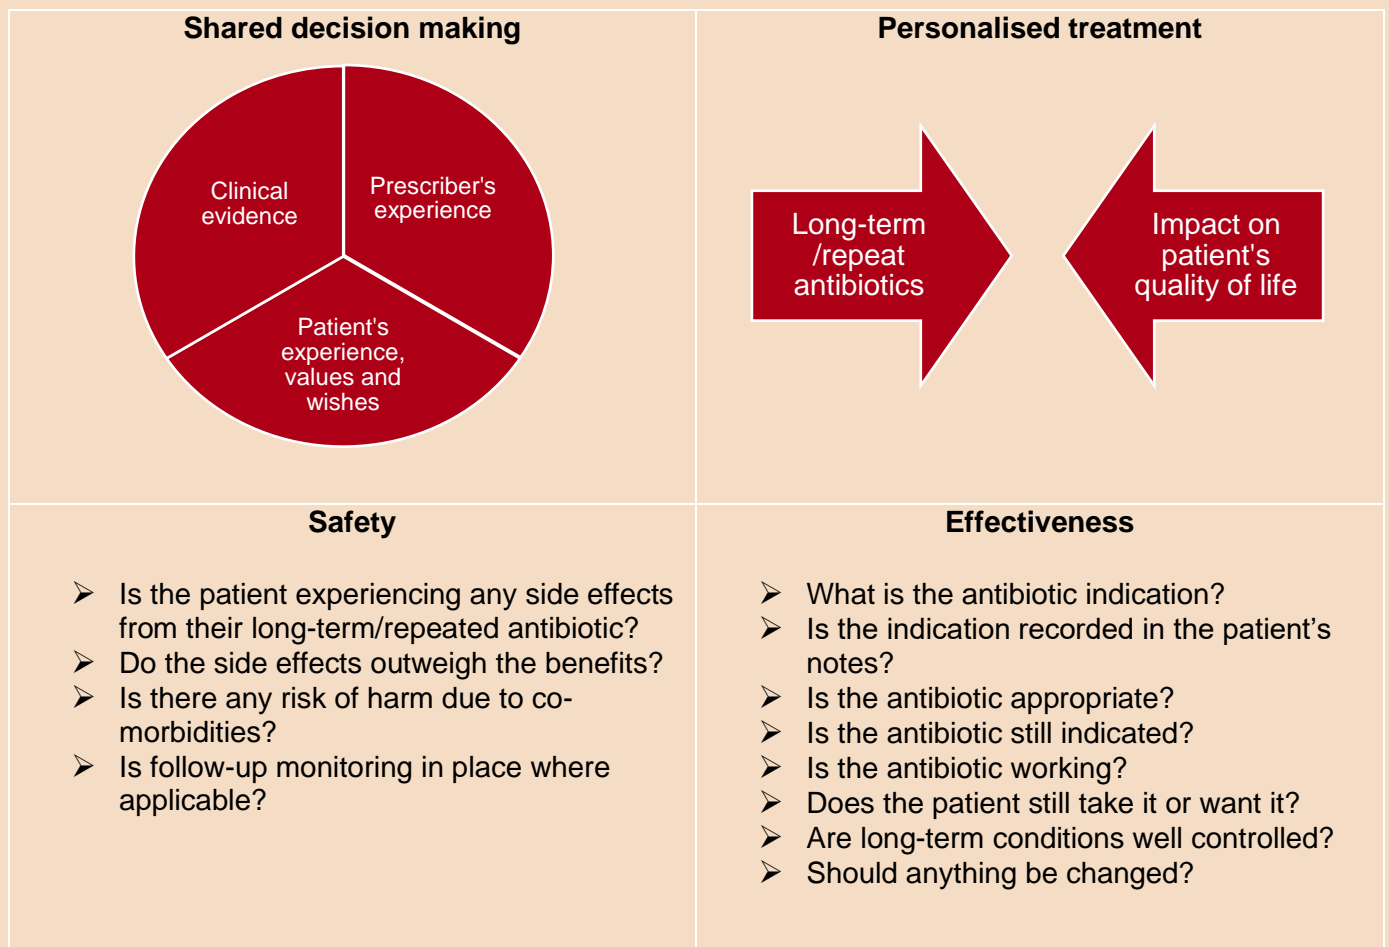 Shared decision making
Clinical
evidence
Prescriber's
experience
Patient's
experience,
values and
wishes
Personalised treatment
Long-term
/repeat
antibiotics
Impact on
patient's
quality of life
Safety
➢ Is the patient experiencing any side effects
from their long-term/repeated antibiotic?
➢ Do the side effects outweigh the benefits?
➢ Is there any risk of harm due to co-
morbidities?
➢ Is follow-up monitoring in place where
applicable?
Effectiveness
➢ What is the antibiotic indication?
➢ Is the indication recorded in the patient’s
notes?
➢ Is the antibiotic appropriate?
➢ Is the antibiotic still indicated?
➢ Is the antibiotic working?
➢ Does the patient still take it or want it?
➢ Are long-term conditions well controlled?
➢ Should anything be changed?